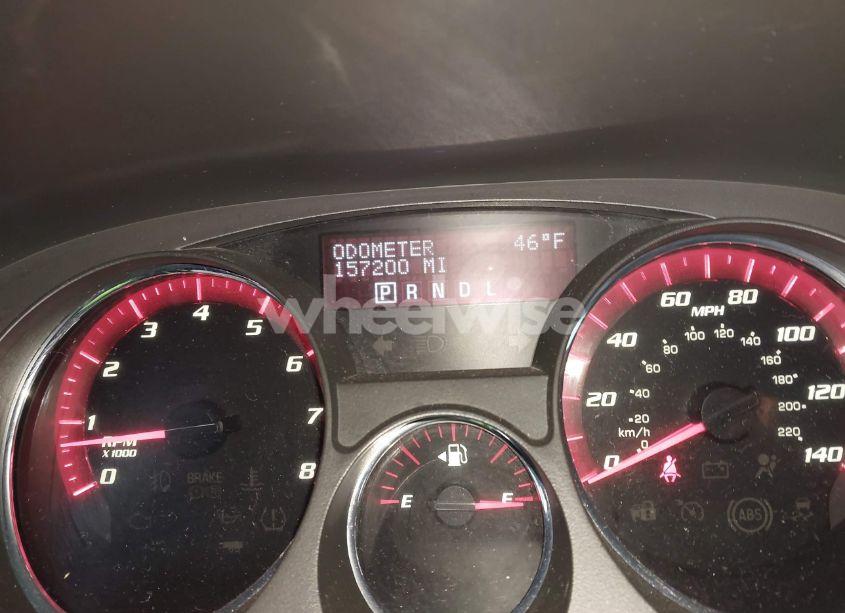 ODOMETER 46°F
157200 MI
P R N D L
wheelwise
0 1 2 3 4 5 6 7 8
RPM
X1000
BRAKE
E F
0 20 40 60 80 100 120 140
MPH
0 20 40 60 80 100 120 140 160 180 200 220
km/h
ABS